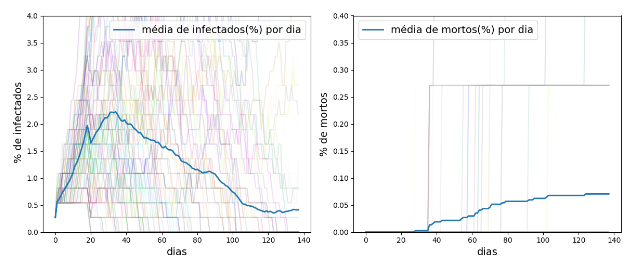 média de infectados(%) por dia
% de infectados
4.0
3.5
3.0
2.5
2.0
1.5
1.0
0.5
0.0
0 20 40 60 80 100 120 140
dias
média de mortos(%) por dia
% de mortos
0.40
0.35
0.30
0.25
0.20
0.15
0.10
0.05
0.00
0 20 40 60 80 100 120 140
dias